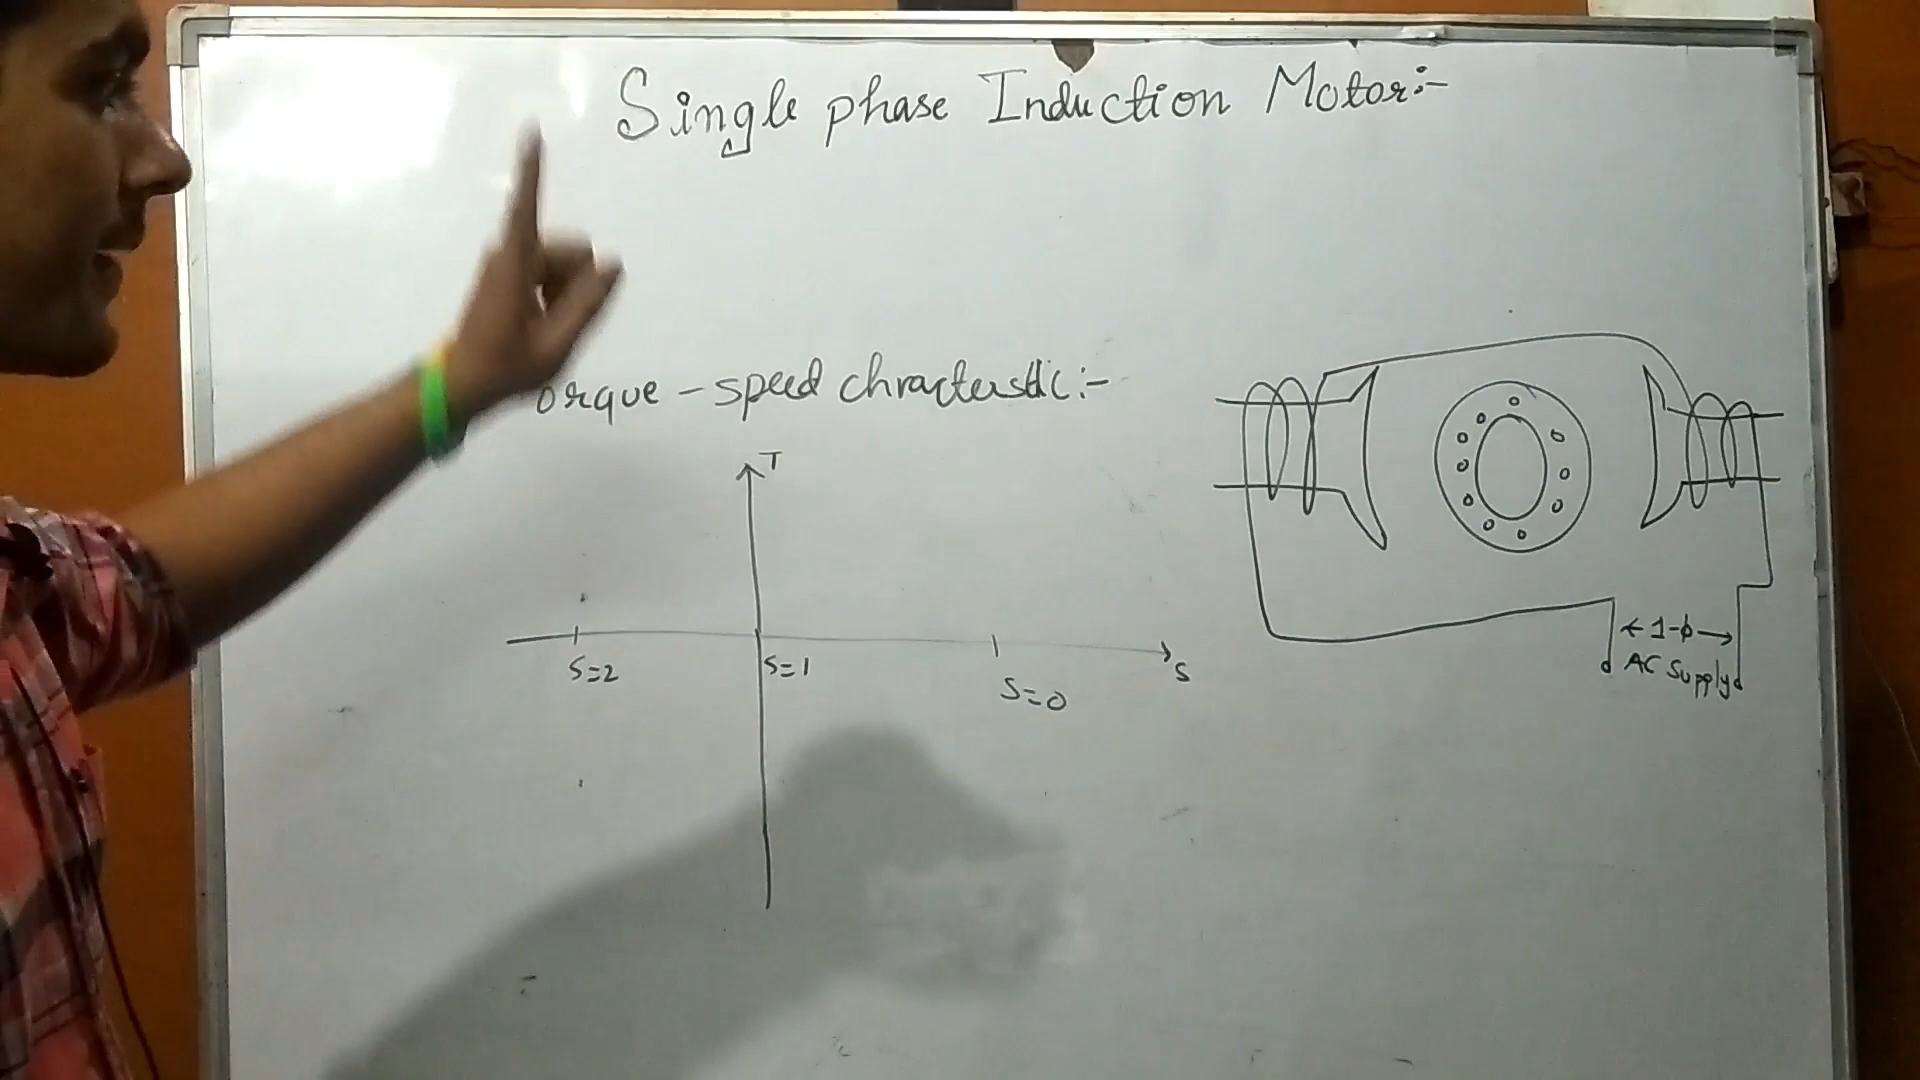 Single phase Induction Motor:-
orque - speed chracterstic:-
T
S=2
S=1
S=0
S
← 1-ϕ →
AC Supply